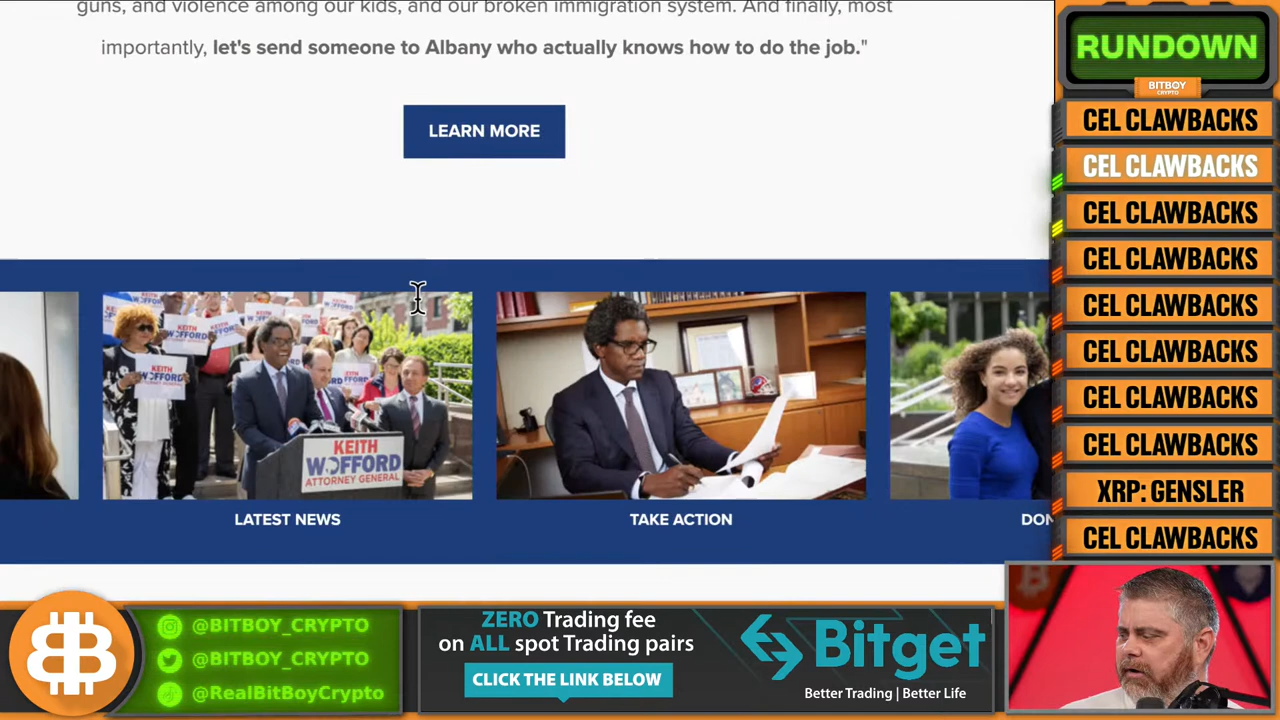 guns, and violence among our kids, and our broken immigration system. And finally, most
importantly, let's send someone to Albany who actually knows how to do the job."
LEARN MORE
KEITH
WOFFORD
KEITH
WOFFORD
KEITH
WOFFORD
ATTORNEY GENERAL
LATEST NEWS
TAKE ACTION
DON
RUNDOWN
BITBOY
CRYPTO
CEL CLAWBACKS
CEL CLAWBACKS
CEL CLAWBACKS
CEL CLAWBACKS
CEL CLAWBACKS
CEL CLAWBACKS
CEL CLAWBACKS
CEL CLAWBACKS
XRP: GENSLER
CEL CLAWBACKS
@BITBOY_CRYPTO
@BITBOY_CRYPTO
@RealBitBoyCrypto
ZERO Trading fee
on ALL spot Trading pairs
CLICK THE LINK BELOW
Bitget
Better Trading | Better Life